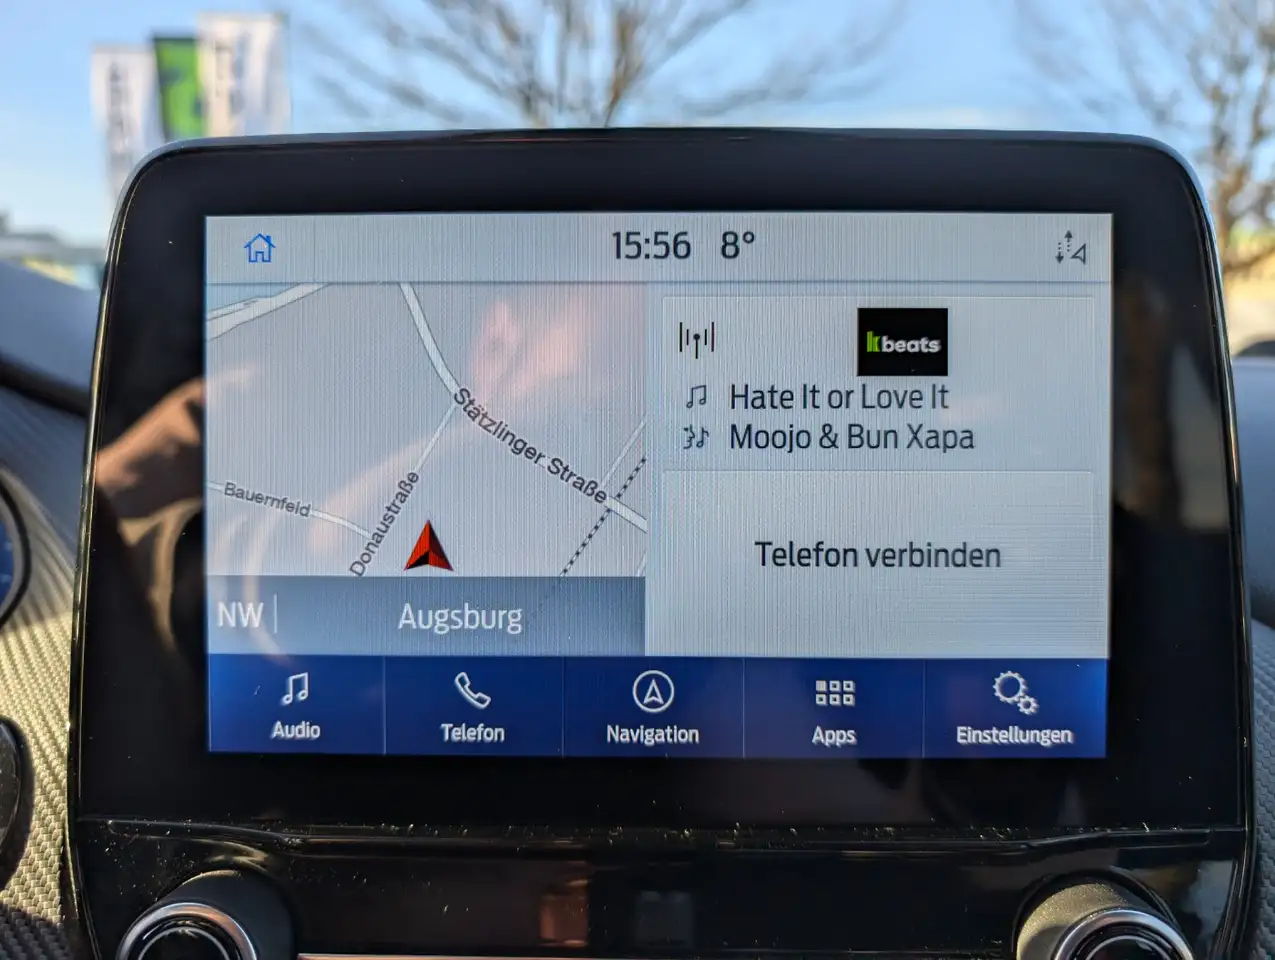 15:56 8°
kbeats
Hate It or Love It
Moojo & Bun Xapa
Stätzlinger Straße
Bauernfeld
Donaustraße
Telefon verbinden
NW
Augsburg
Audio
Telefon
Navigation
Apps
Einstellungen